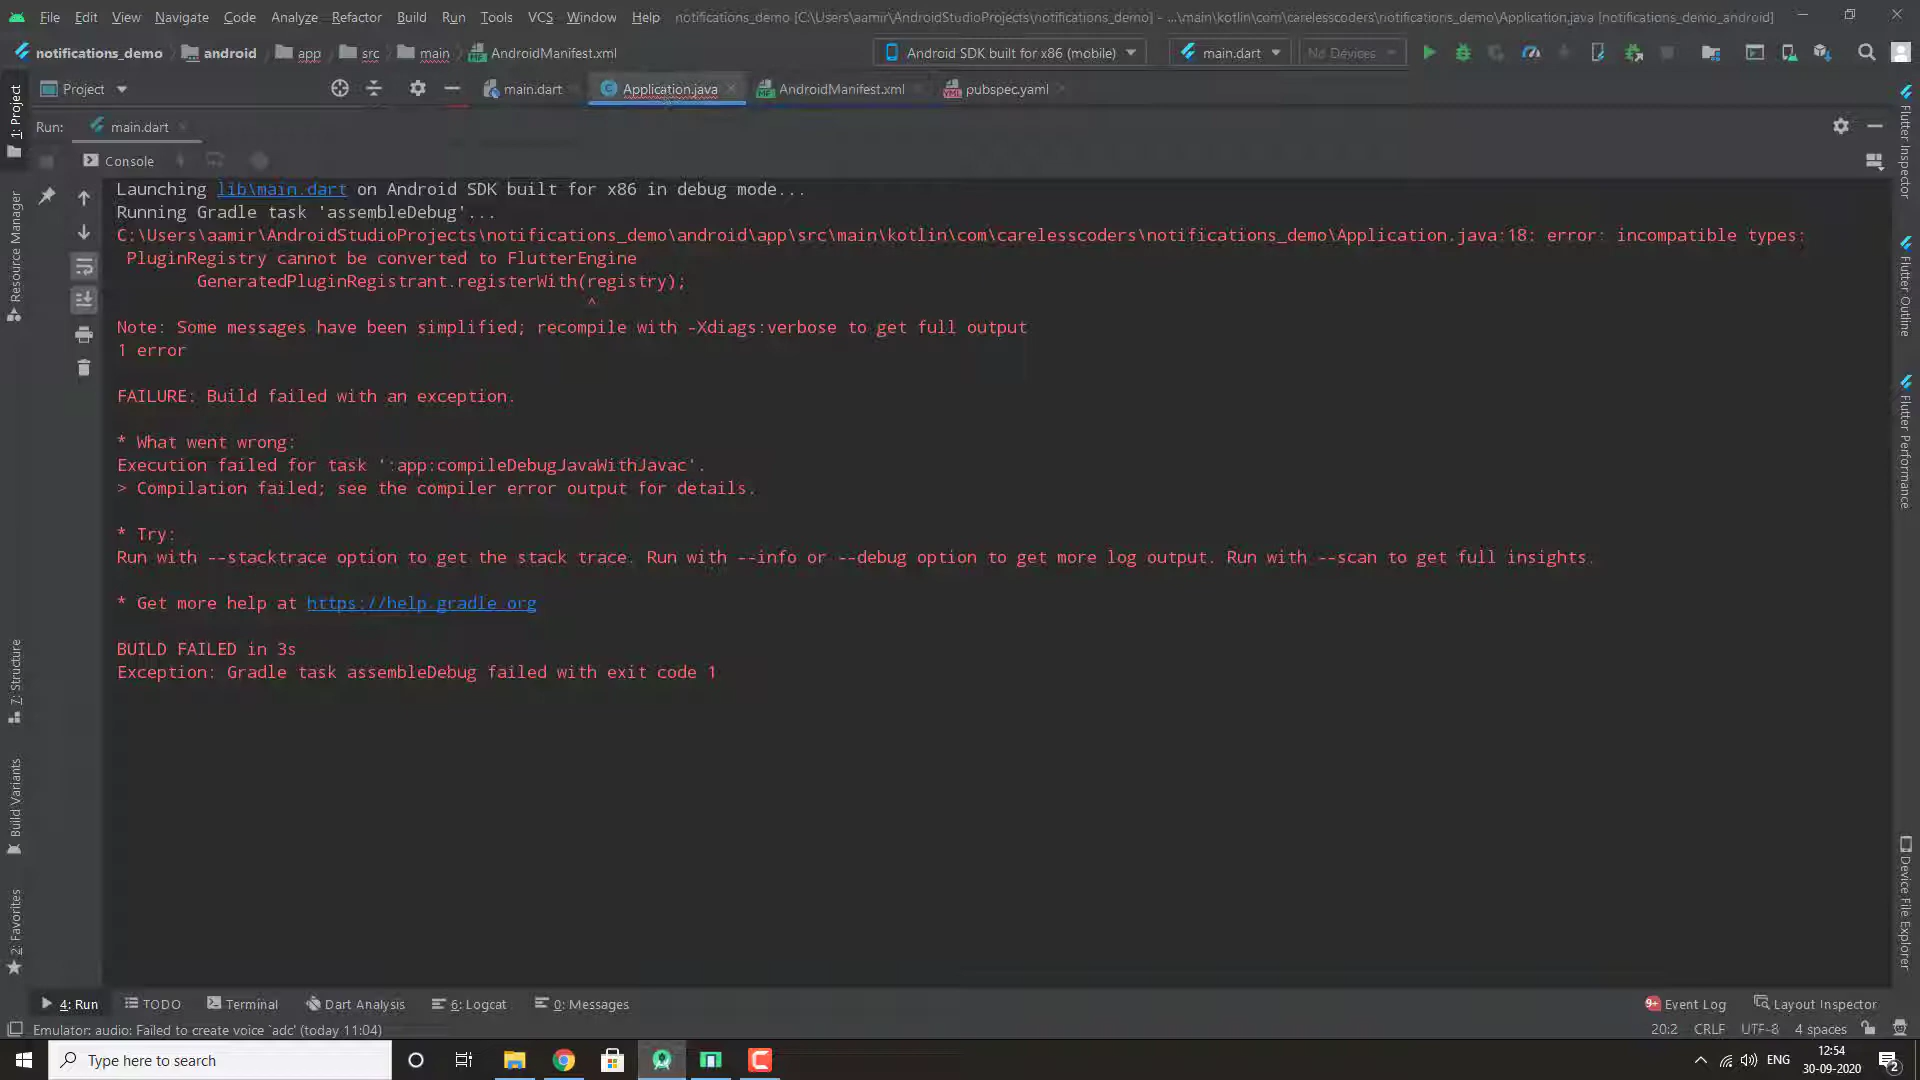 File Edit View Navigate Code Analyze Refactor Build Run Tools VCS Window Help notifications_demo [C:\Users\aamir\AndroidStudioProjects\notifications_demo] - ...\main\kotlin\com\carelesscoders\notifications_demo\Application.java [notifications_demo_android]
notifications_demo android app src main AndroidManifest.xml Android SDK built for x86 (mobile) main.dart No Devices
Project main.dart Application.java AndroidManifest.xml pubspec.yaml
Run: main.dart
Console
Launching lib\main.dart on Android SDK built for x86 in debug mode...
Running Gradle task 'assembleDebug'...
C:\Users\aamir\AndroidStudioProjects\notifications_demo\android\app\src\main\kotlin\com\carelesscoders\notifications_demo\Application.java:18: error: incompatible types:
PluginRegistry cannot be converted to FlutterEngine
GeneratedPluginRegistrant.registerWith(registry);
^
Note: Some messages have been simplified; recompile with -Xdiags:verbose to get full output
1 error
FAILURE: Build failed with an exception.
* What went wrong:
Execution failed for task ':app:compileDebugJavaWithJavac'.
> Compilation failed; see the compiler error output for details.
* Try:
Run with --stacktrace option to get the stack trace. Run with --info or --debug option to get more log output. Run with --scan to get full insights.
* Get more help at https://help.gradle.org
BUILD FAILED in 3s
Exception: Gradle task assembleDebug failed with exit code 1
1: Project
Resource Manager
7: Structure
Build Variants
2: Favorites
Flutter Inspector
Flutter Outline
Flutter Performance
Device File Explorer
4: Run TODO Terminal Dart Analysis 6: Logcat 0: Messages 9+ Event Log Layout Inspector
Emulator: audio: Failed to create voice `adc' (today 11:04) 20:2 CRLF UTF-8 4 spaces
Type here to search ENG 12:54
30-09-2020 2